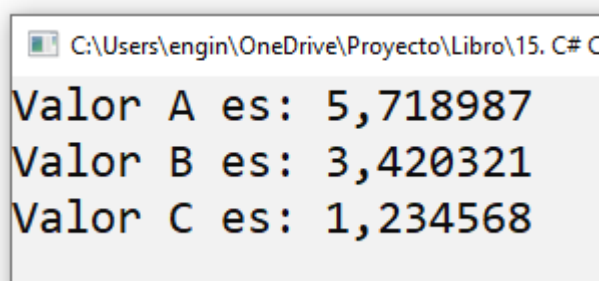 C:\Users\engin\OneDrive\Proyecto\Libro\15. C# C
Valor A es: 5,718987
Valor B es: 3,420321
Valor C es: 1,234568